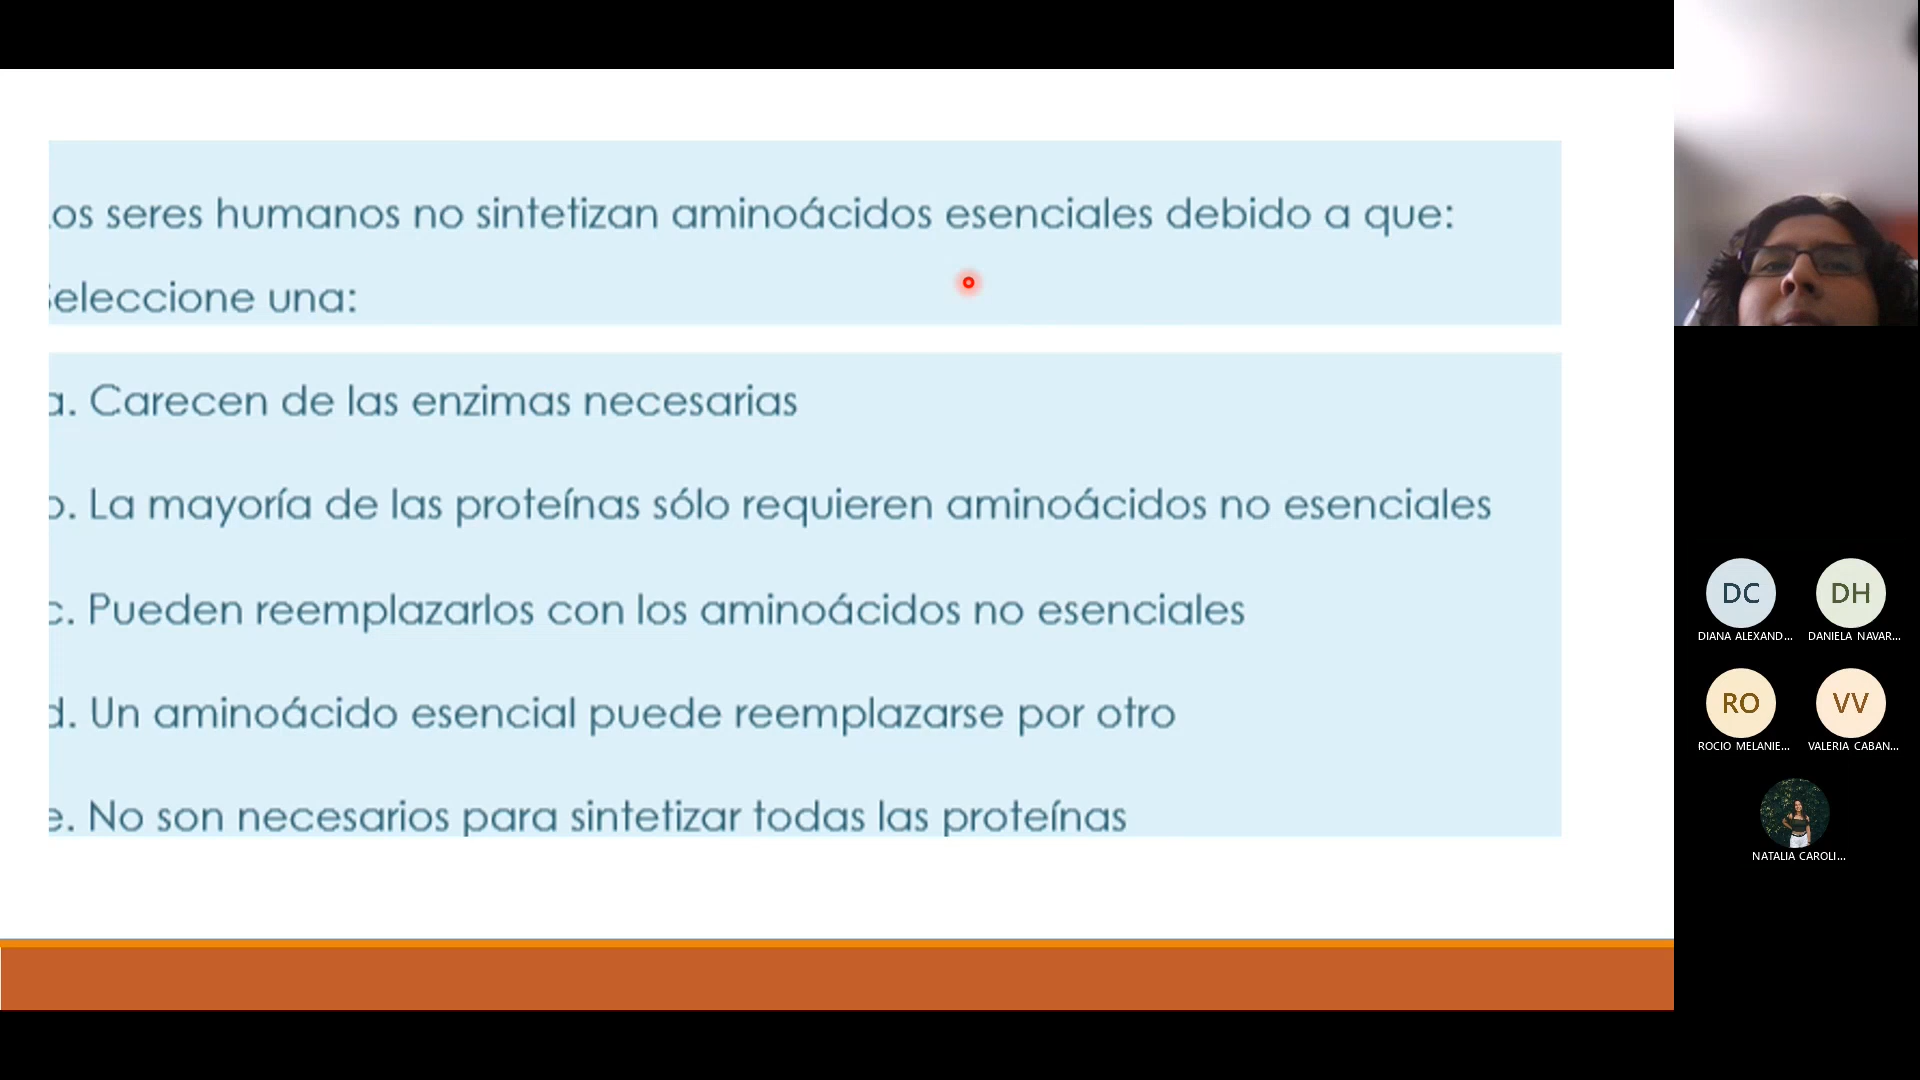 Los seres humanos no sintetizan aminoácidos esenciales debido a que:
Seleccione una:
a. Carecen de las enzimas necesarias
b. La mayoría de las proteínas sólo requieren aminoácidos no esenciales
c. Pueden reemplazarlos con los aminoácidos no esenciales
d. Un aminoácido esencial puede reemplazarse por otro
e. No son necesarios para sintetizar todas las proteínas
DC
DH
DIANA ALEXAND...
DANIELA NAVAR...
RO
VV
ROCIO MELANIE...
VALERIA CABAN...
NATALIA CAROLI...